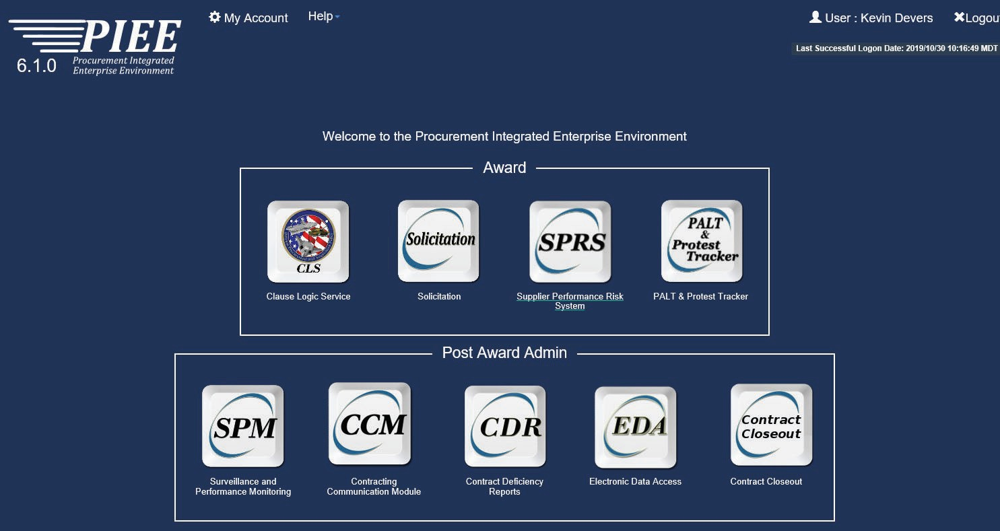 PIEE
6.1.0
Procurement Integrated
Enterprise Environment
My Account
Help
User : Kevin Devers
Logou
Last Successful Logon Date: 2019/10/30 10:16:49 MDT
Welcome to the Procurement Integrated Enterprise Environment
Award
CLS
Solicitation
SPRS
PALT
&
Protest
Tracker
Clause Logic Service
Solicitation
Supplier Performance Risk
System
PALT & Protest Tracker
Post Award Admin
SPM
CCM
CDR
EDA
Contract
Closeout
Surveillance and
Performance Monitoring
Contracting
Communication Module
Contract Deficiency
Reports
Electronic Data Access
Contract Closeout